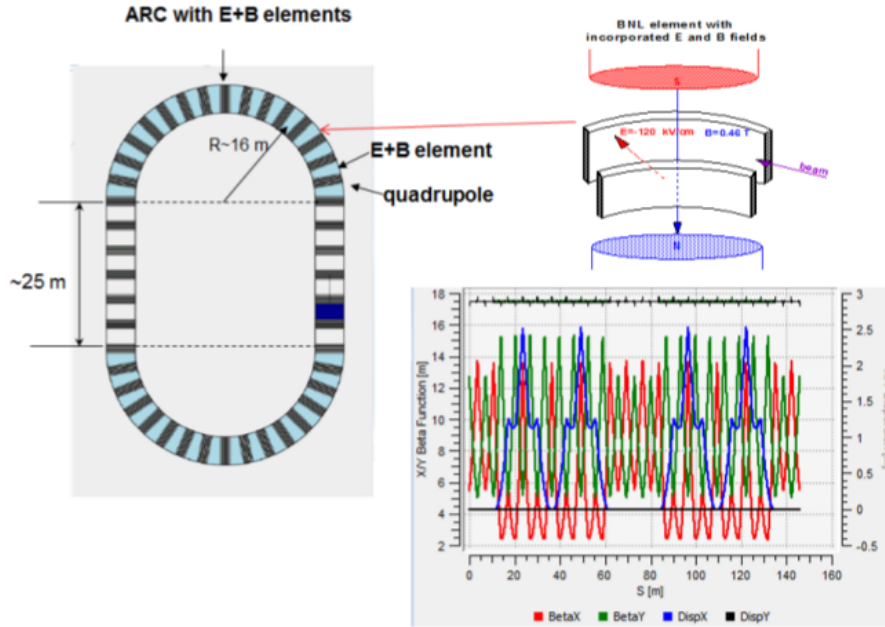 ARC with E+B elements
R~16 m
E+B element
quadrupole
~25 m
BNL element with
incorporated E and B fields
S
E=-120 kV/cm B=0.46 T
beam
N
X/Y Beta Function [m]
18
16
14
12
10
8
6
4
2
3
2.5
2
1.5
1
0.5
0
-0.5
0 20 40 60 80 100 120 140 160
S [m]
BetaX BetaY DispX DispY